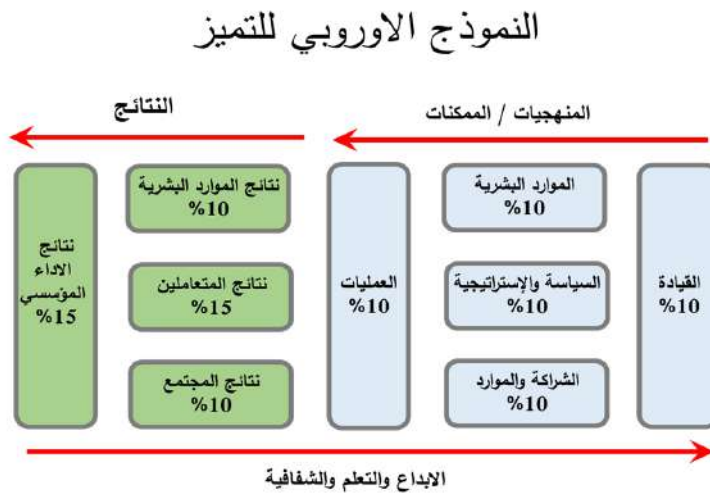 النموذج الاوروبي للتميز
المنهجيات / الممكنات
النتائج
القيادة
%10
الموارد البشرية
%10
السياسة والإستراتيجية
%10
الشراكة والموارد
%10
العمليات
%10
نتائج الموارد البشرية
%10
نتائج المتعاملين
%15
نتائج المجتمع
%10
نتائج
الاداء
المؤسسي
%15
الابداع والتعلم والشفافية